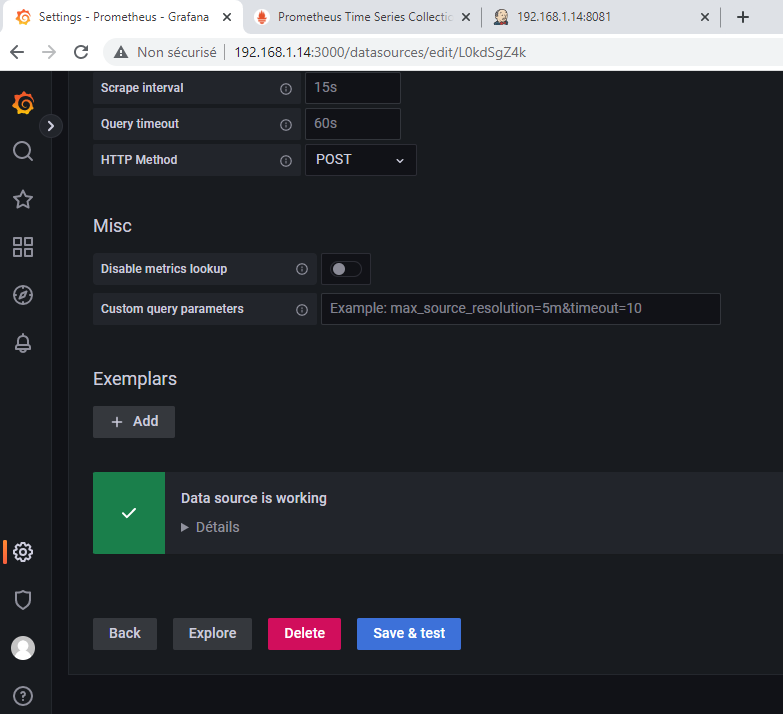 Settings - Prometheus - Grafana
Prometheus Time Series Collectio
192.168.1.14:8081
Non sécurisé
192.168.1.14:3000/datasources/edit/L0kdSgZ4k
Scrape interval
15s
Query timeout
60s
HTTP Method
POST
Misc
Disable metrics lookup
Custom query parameters
Example: max_source_resolution=5m&timeout=10
Exemplars
+ Add
Data source is working
Détails
Back
Explore
Delete
Save & test